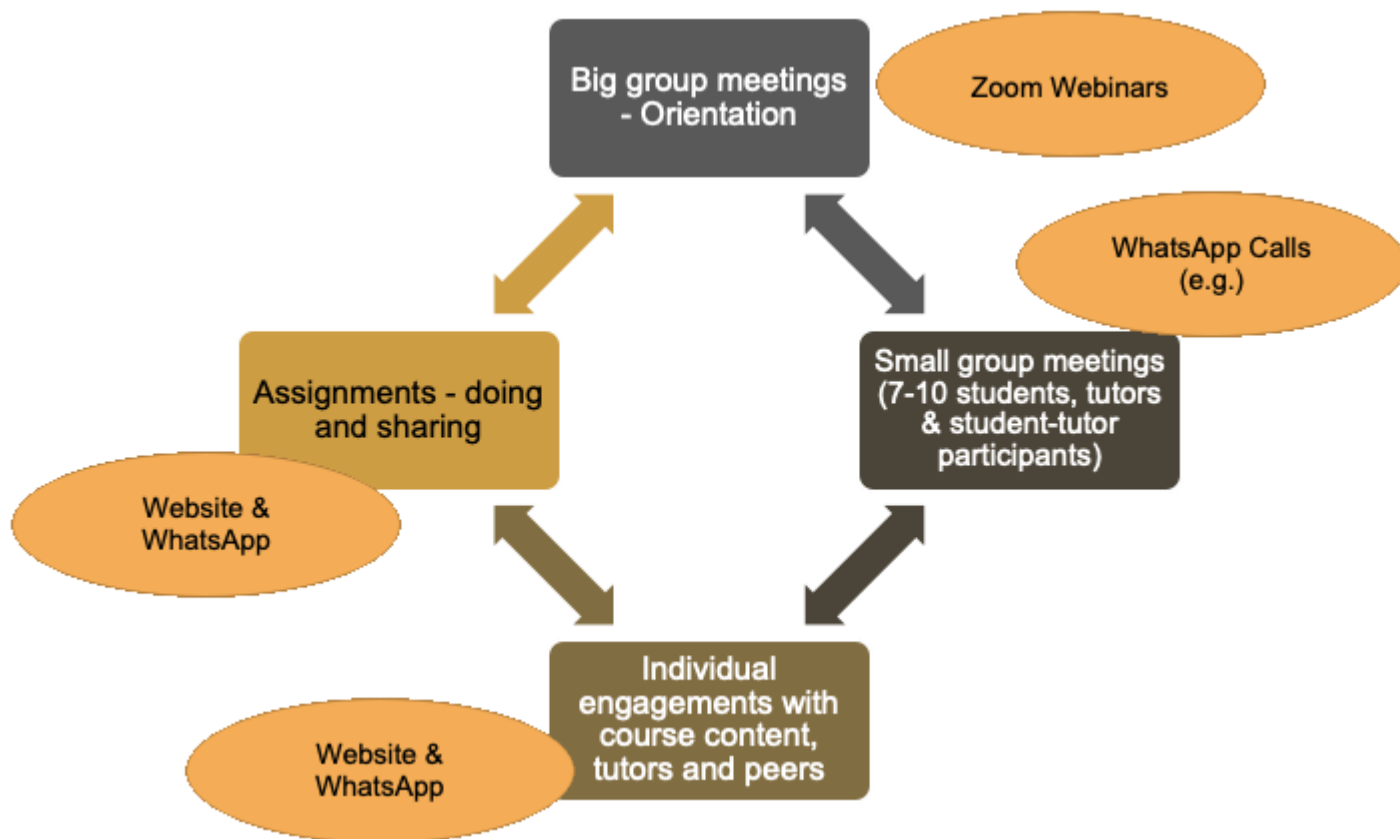 Big group meetings
- Orientation
Zoom Webinars
WhatsApp Calls
(e.g.)
Small group meetings
(7-10 students, tutors
& student-tutor
participants)
Assignments - doing
and sharing
Website &
WhatsApp
Individual
engagements with
course content,
tutors and peers
Website &
WhatsApp